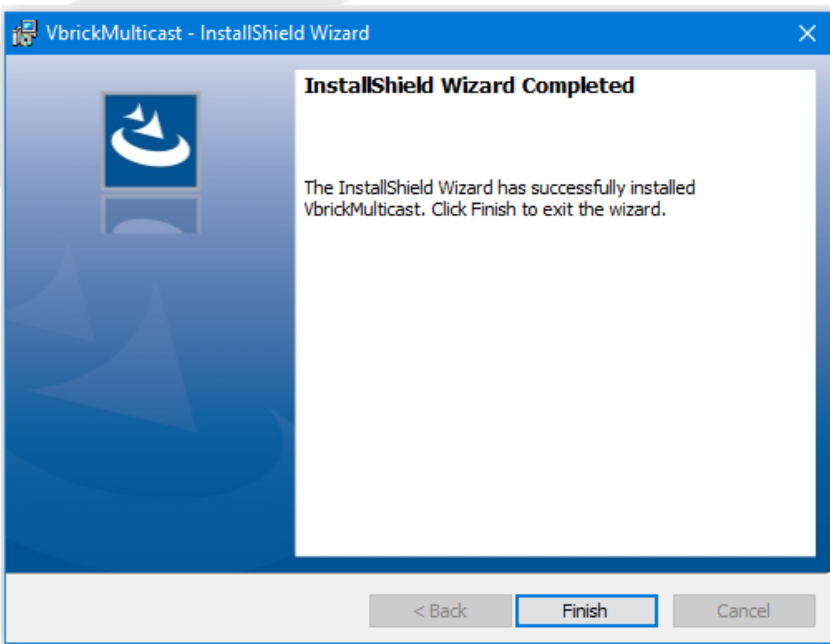 VbrickMulticast - InstallShield Wizard
InstallShield Wizard Completed
The InstallShield Wizard has successfully installed
VbrickMulticast. Click Finish to exit the wizard.
< Back
Finish
Cancel